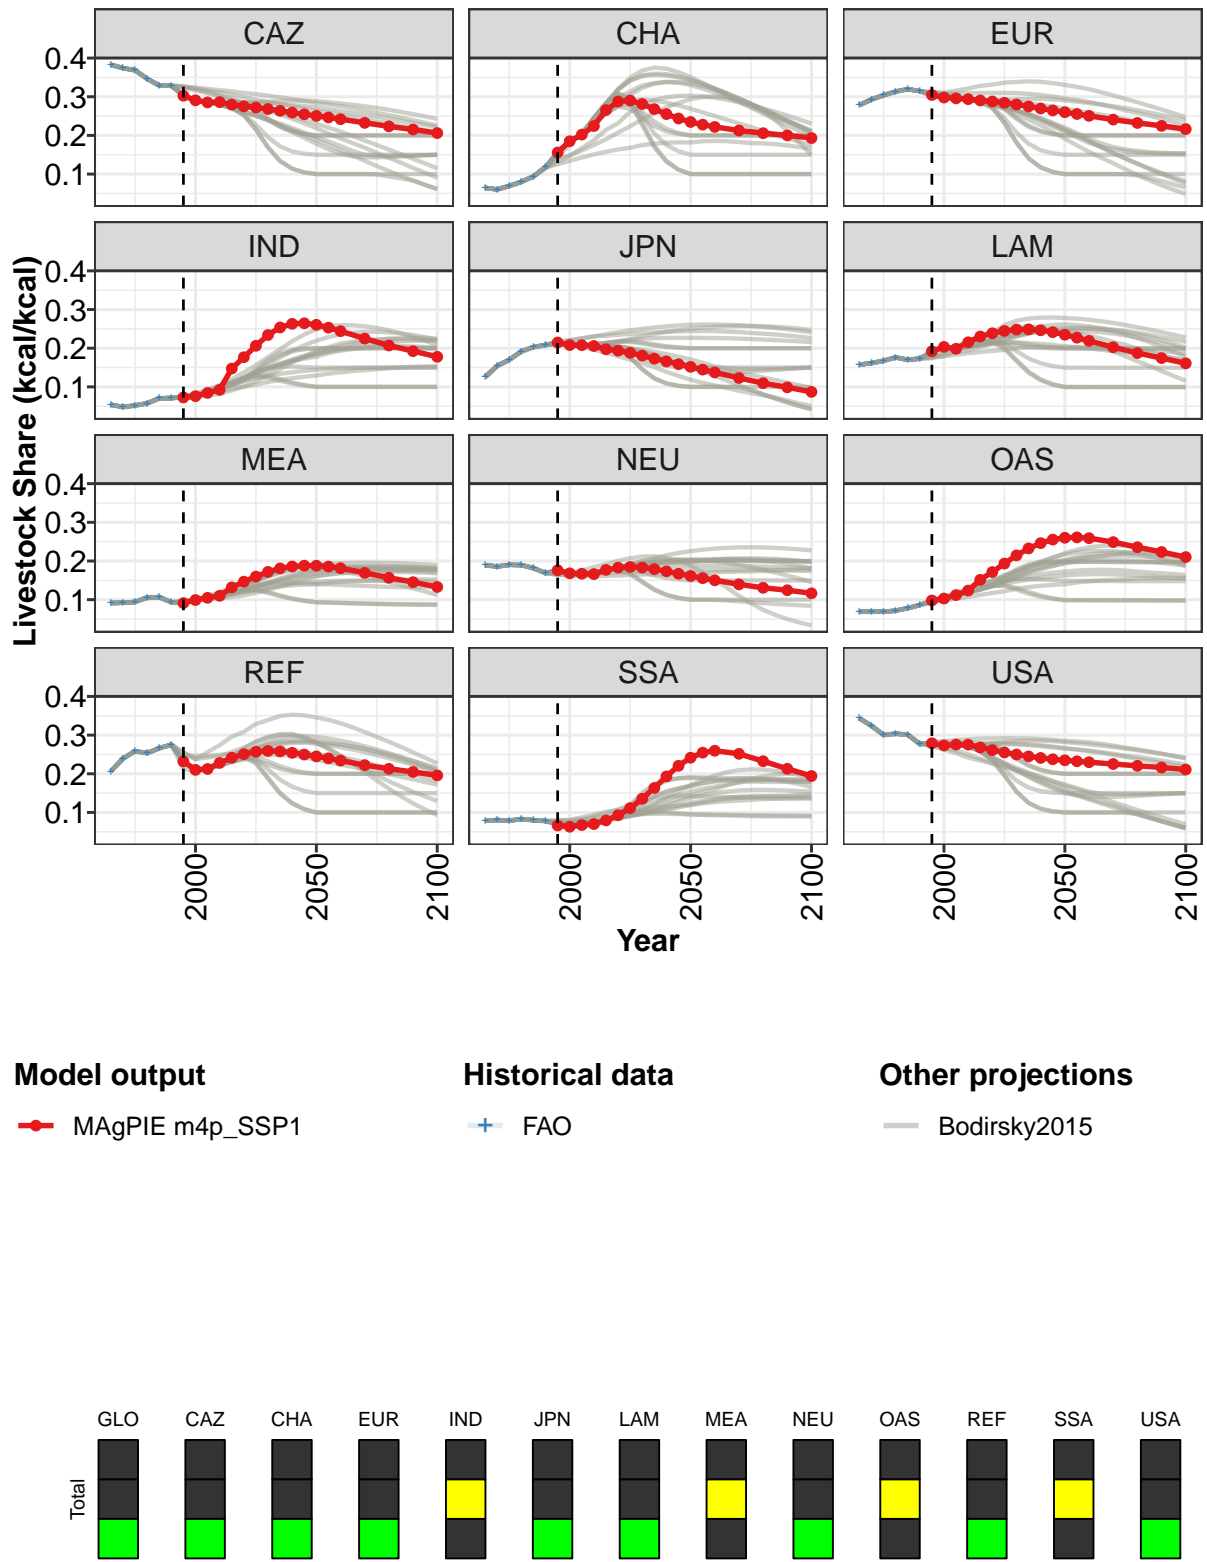 CAZ CHA EUR
0.4
0.3
0.2
0.1
IND JPN LAM
0.4
0.3
0.2
0.1
MEA NEU OAS
0.4
0.3
0.2
0.1
REF SSA USA
0.4
0.3
0.2
0.1
Livestock Share (kcal/kcal)
2000 2050 2100 2000 2050 2100 2000 2050 2100
Year
Model output Historical data Other projections
MAgPIE m4p_SSP1 FAO Bodirsky2015
GLO CAZ CHA EUR IND JPN LAM MEA NEU OAS REF SSA USA
Total